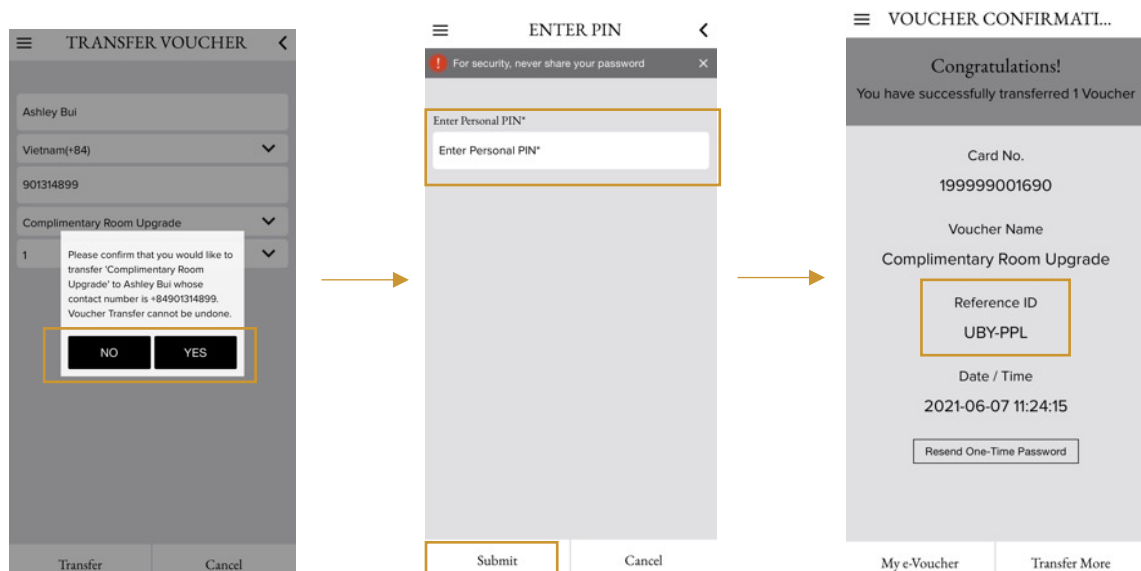 TRANSFER VOUCHER
Ashley Bui
Vietnam(+84)
901314899
Complimentary Room Upgrade
1
Please confirm that you would like to
transfer 'Complimentary Room
Upgrade' to Ashley Bui whose
contact number is +84901314899.
Voucher Transfer cannot be undone.
NO YES
Transfer Cancel
ENTER PIN
! For security, never share your password
Enter Personal PIN*
Enter Personal PIN*
Submit Cancel
VOUCHER CONFIRMATI...
Congratulations!
You have successfully transferred 1 Voucher
Card No.
199999001690
Voucher Name
Complimentary Room Upgrade
Reference ID
UBY-PPL
Date / Time
2021-06-07 11:24:15
Resend One-Time Password
My e-Voucher Transfer More